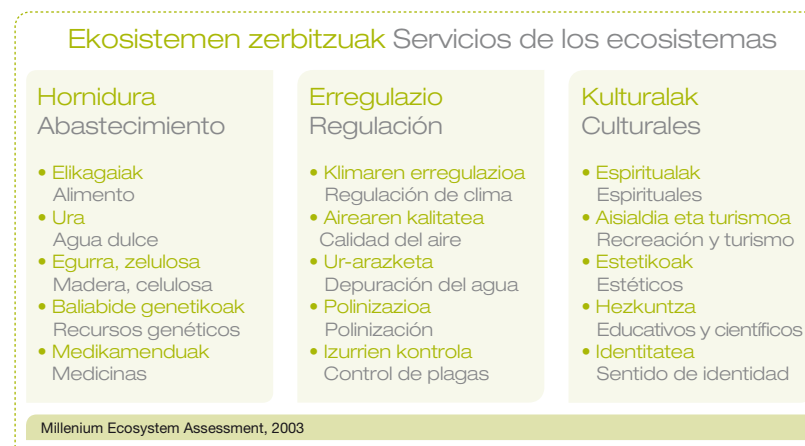 Ekosistemen zerbitzuak Servicios de los ecosistemas
Hornidura
Abastecimiento
• Elikagaiak
Alimento
• Ura
Agua dulce
• Egurra, zelulosa
Madera, celulosa
• Baliabide genetikoak
Recursos genéticos
• Medikamenduak
Medicinas
Erregulazio
Regulación
• Klimaren erregulazioa
Regulación de clima
• Airearen kalitatea
Calidad del aire
• Ur-arazketa
Depuración del agua
• Polinizazioa
Polinización
• Izurrien kontrola
Control de plagas
Kulturalak
Culturales
• Espiritualak
Espirituales
• Aisialdia eta turismoa
Recreación y turismo
• Estetikoak
Estéticos
• Hezkuntza
Educativos y científicos
• Identitatea
Sentido de identidad
Millenium Ecosystem Assessment, 2003